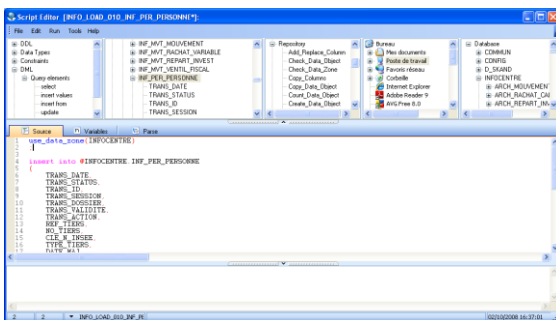 Script Editor [INFO_LOAD_010_INF_PER_PERSONNE*]:
File Edit Run Tools Help
DDL
Data Types
Constraints
DML
Query elements
select
insert values
insert from
update
INF_MVT_MOUVEMENT
INF_MVT_RACHAT_INVEST
INF_MVT_REPART_INVEST
INF_MVT_VENTIL_FISCAL
INF_PER_PERSONNE
TRANS_DATE
TRANS_STATUS
TRANS_ID
TRANS_SESSION
Repository
Add_Replace_Column
Check_Data_Object
Check_Data_Zone
Copy_Columns
Copy_Data_Object
Count_Data_Object
Create_Data_Object
Bureau
Mes documents
Poste de travail
Favoris réseau
Corbeille
Internet Explorer
Adobe Reader 9
AVG Free 8.0
Database
COMMUN
CONFIG
D_SUAND
INFOCENTRE
ARCH_MOUVEMEN
ARCH_RACHAT_CAL
ARCH_REPART_INV
Source Variables Parse
1 use_data_zone(INFOCENTRE)
2 ;
3
4 insert into @INFOCENTRE.INF_PER_PERSONNE
5 (
6 TRANS_DATE,
7 TRANS_STATUS,
8 TRANS_ID,
9 TRANS_SESSION,
10 TRANS_DOSSIER,
11 TRANS_VALIDITE,
12 TRANS_ACTION,
13 REF_TIERS,
14 NO_TIERS,
15 CLE_N_INSEE,
16 TYPE_TIERS,
17 DATE_MAJ
2 2 INFO_LOAD_010_INF_PE 02/10/2008 16:37:01